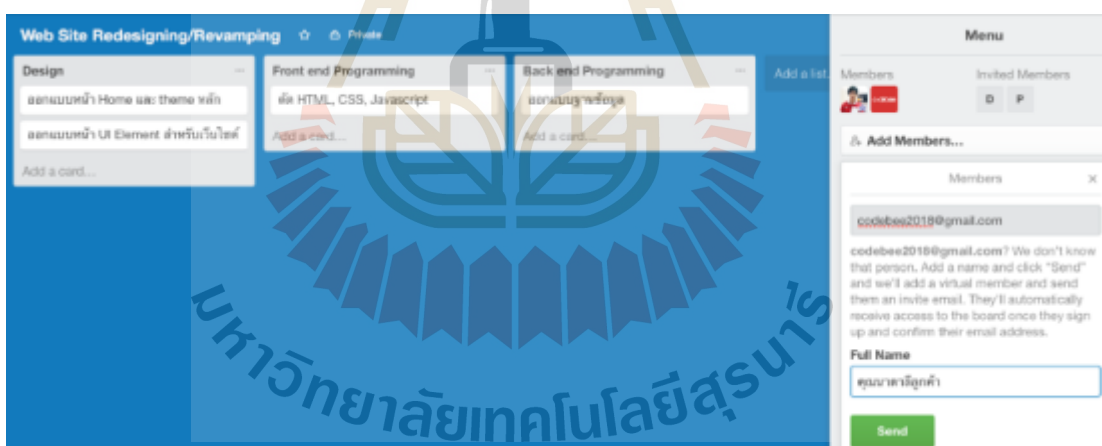 Web Site Redesigning/Revamping
Private
Design
ออกแบบหน้า Home และ theme หลัก
ออกแบบหน้า UI Element สำหรับเว็บไซต์
Add a card...
Front end Programming
ตัด HTML, CSS, Javascript
Add a card...
Back end Programming
ออกแบบฐานข้อมูล
Add a card...
Add a list.
Menu
Members
Invited Members
D P
Add Members...
Members
codebee2018@gmail.com
codebee2018@gmail.com? We don't know
that person. Add a name and click "Send"
and we'll add a virtual member and send
them an invite email. They'll automatically
receive access to the board once they sign
up and confirm their email address.
Full Name
คุณนาตาลีลูกค้า
Send
มหาวิทยาลัยเทคโนโลยีสุรนารี